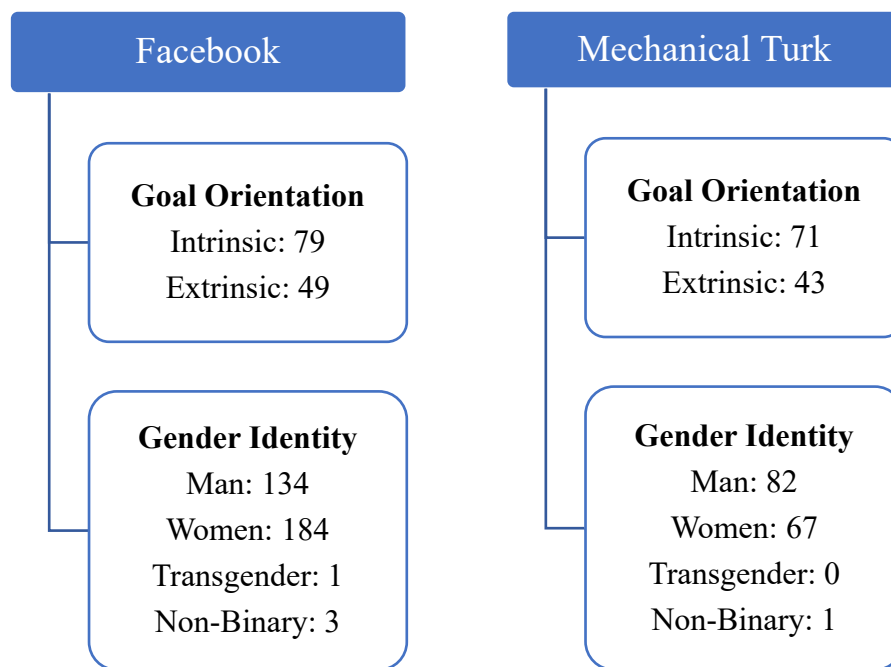 Facebook
Goal Orientation
Intrinsic: 79
Extrinsic: 49
Gender Identity
Man: 134
Women: 184
Transgender: 1
Non-Binary: 3
Mechanical Turk
Goal Orientation
Intrinsic: 71
Extrinsic: 43
Gender Identity
Man: 82
Women: 67
Transgender: 0
Non-Binary: 1